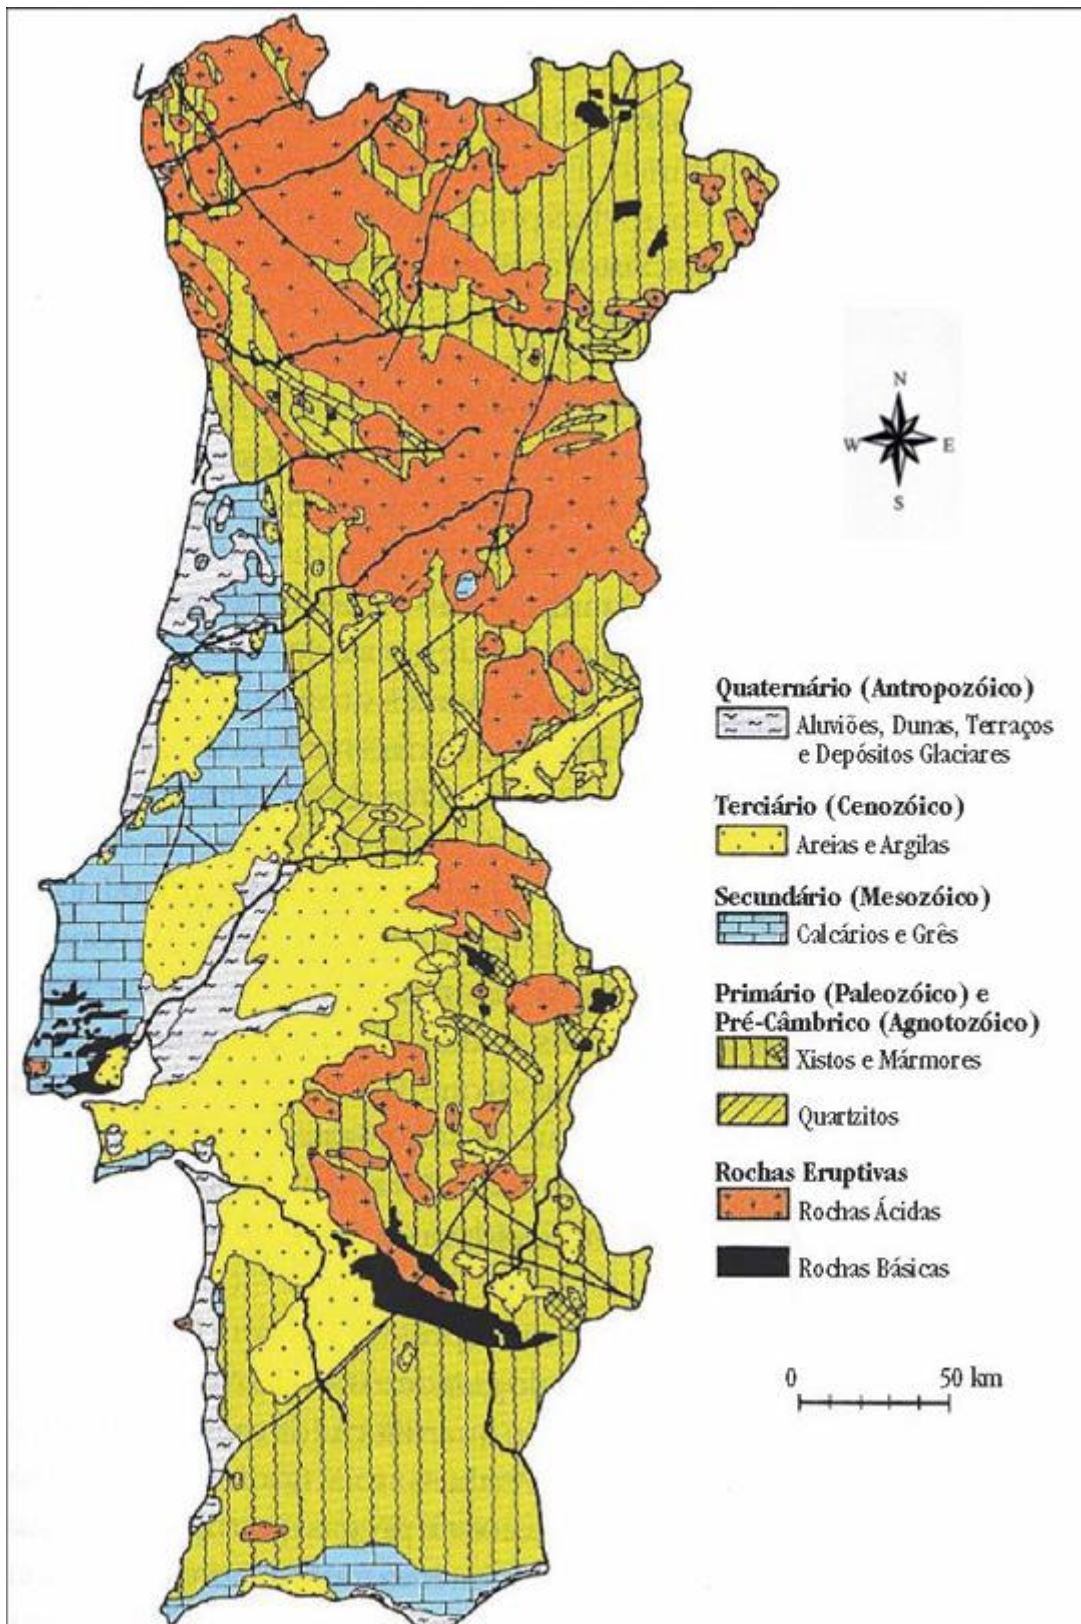 N
W E
S
Quaternário (Antropozóico)
Aluviões, Dunas, Terraços
e Depósitos Glaciares
Terciário (Cenozóico)
Areias e Argilas
Secundário (Mesozóico)
Calcários e Grês
Primário (Paleozóico) e
Pré-Câmbrico (Agnotozóico)
Xistos e Mármores
Quartzitos
Rochas Eruptivas
Rochas Ácidas
Rochas Básicas
0 50 km